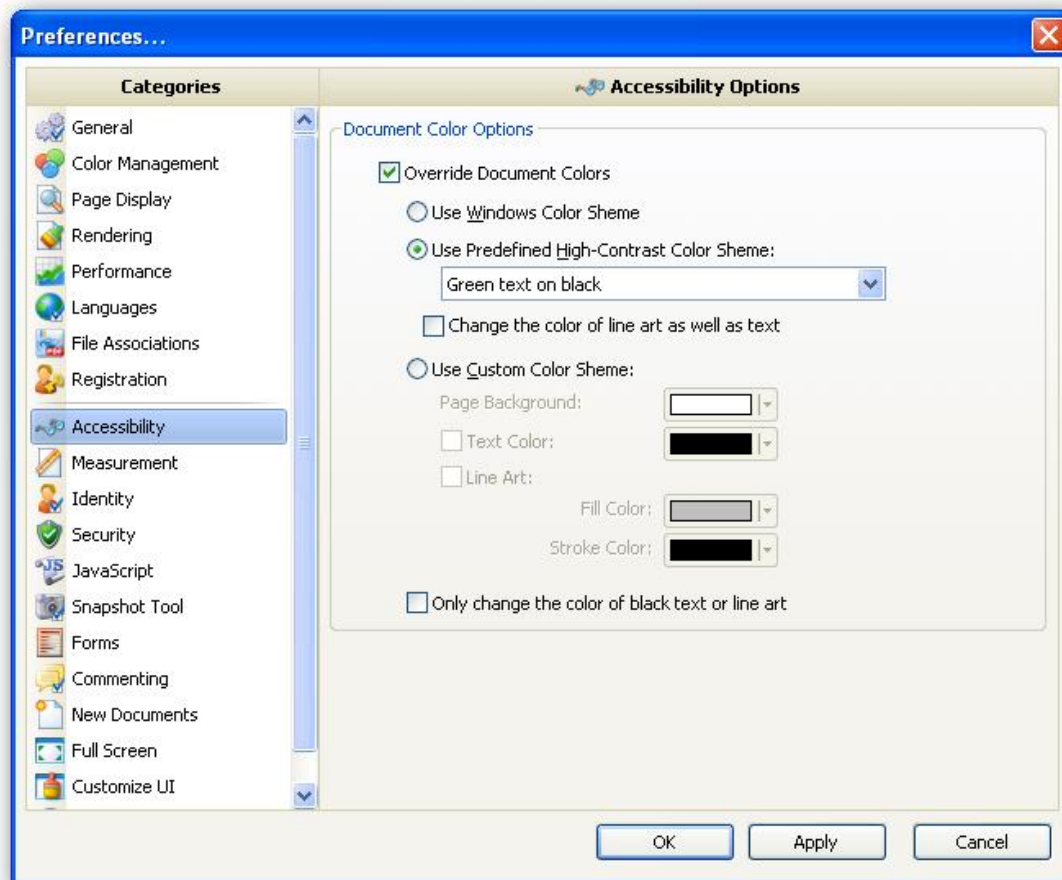 Preferences...
Categories
General
Color Management
Page Display
Rendering
Performance
Languages
File Associations
Registration
Accessibility
Measurement
Identity
Security
JavaScript
Snapshot Tool
Forms
Commenting
New Documents
Full Screen
Customize UI
Accessibility Options
Document Color Options
Override Document Colors
Use Windows Color Sheme
Use Predefined High-Contrast Color Sheme:
Green text on black
Change the color of line art as well as text
Use Custom Color Sheme:
Page Background:
Text Color:
Line Art:
Fill Color:
Stroke Color:
Only change the color of black text or line art
OK Apply Cancel